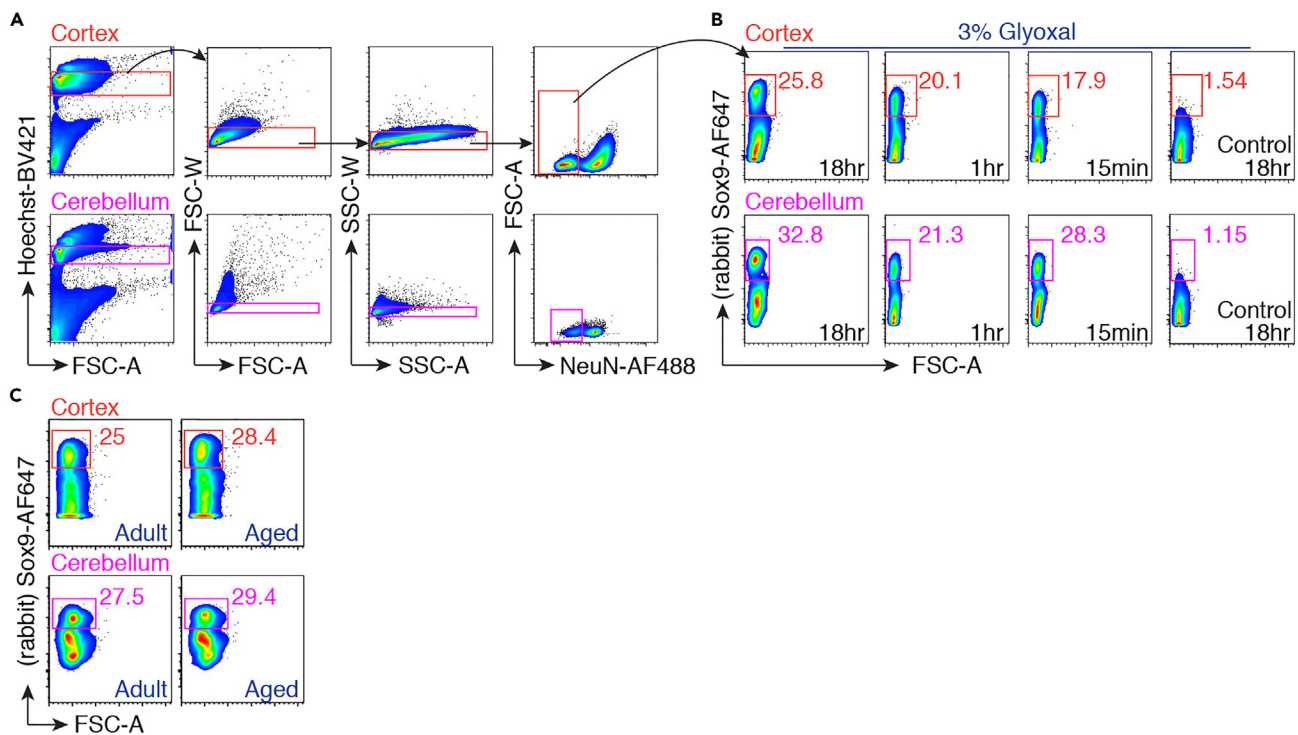 A
Cortex
Hoechst-BV421
FSC-W
SSC-W
FSC-A
Cerebellum
FSC-A
FSC-A
SSC-A
NeuN-AF488
B
3% Glyoxal
Cortex
(rabbit) Sox9-AF647
25.8
18hr
20.1
1hr
17.9
15min
1.54
Control
18hr
Cerebellum
32.8
18hr
21.3
1hr
28.3
15min
1.15
Control
18hr
FSC-A
C
Cortex
(rabbit) Sox9-AF647
25
Adult
28.4
Aged
Cerebellum
27.5
Adult
29.4
Aged
FSC-A